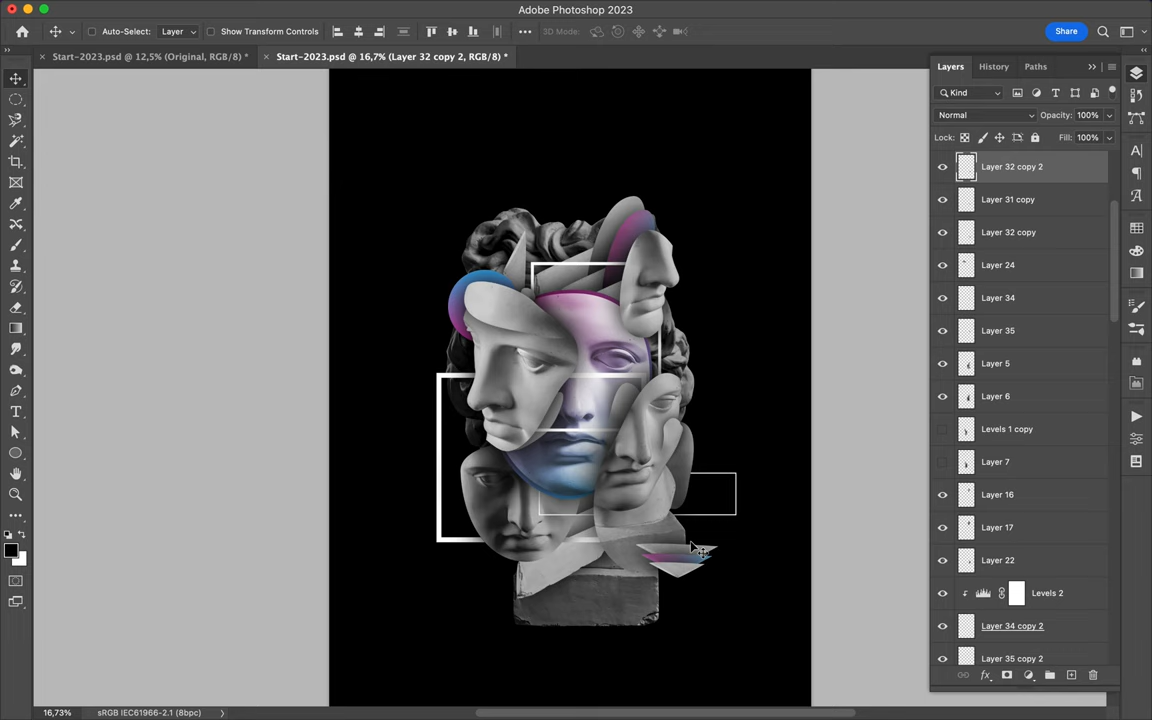 Adobe Photoshop 2023
Auto-Select: Layer Show Transform Controls 3D Mode: Share
Start-2023.psd @ 12,5% (Original, RGB/8) * Start-2023.psd @ 16,7% (Layer 32 copy 2, RGB/8) *
Layers History Paths
Kind
Normal Opacity: 100%
Lock: Fill: 100%
Layer 32 copy 2
Layer 31 copy
Layer 32 copy
Layer 24
Layer 34
Layer 35
Layer 5
Layer 6
Levels 1 copy
Layer 7
Layer 16
Layer 17
Layer 22
Levels 2
Layer 34 copy 2
Layer 35 copy 2
16,73% sRGB IEC61966-2.1 (8bpc)